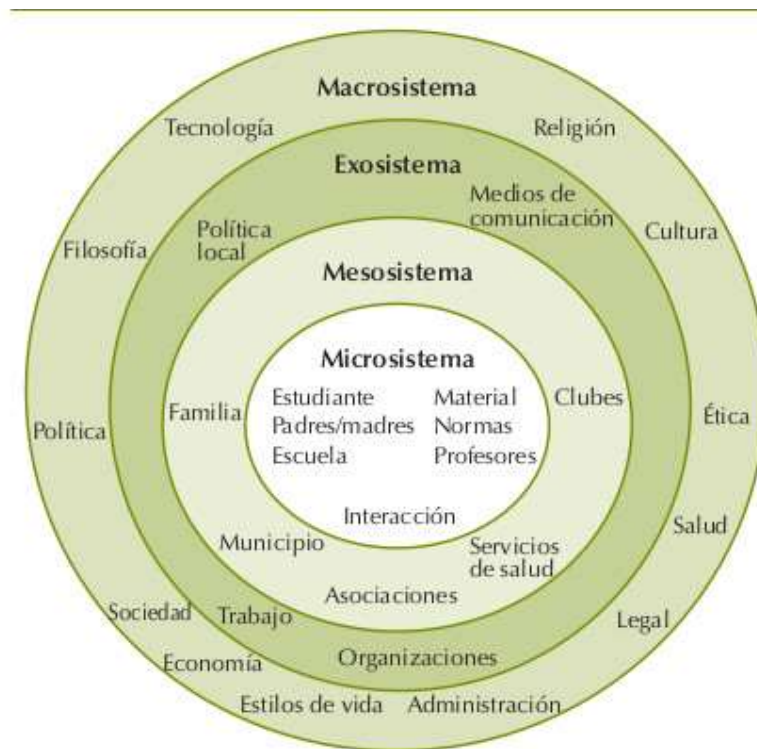 Macrosistema
Tecnología
Religión
Exosistema
Medios de
comunicación
Política
local
Cultura
Filosofía
Mesosistema
Microsistema
Estudiante
Material
Familia
Clubes
Padres/madres
Normas
Política
Ética
Escuela
Profesores
Interacción
Municipio
Servicios
de salud
Salud
Asociaciones
Sociedad
Trabajo
Legal
Economía
Organizaciones
Estilos de vida
Administración